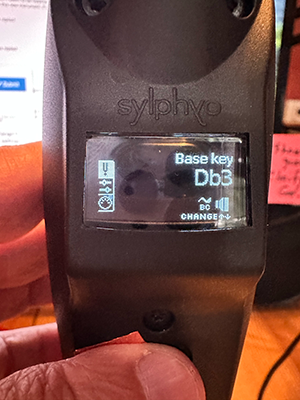 sylphyo
Base key
Db3
BC
CHANGE